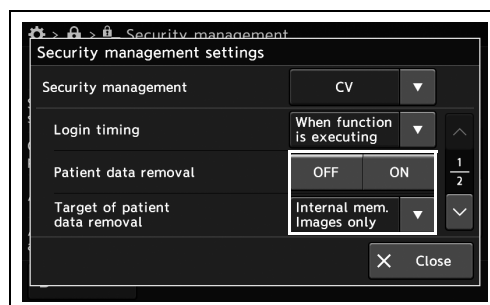 > > Security management
Security management settings
Security management
CV
Login timing
When function
is executing
Patient data removal
OFF
ON
1
2
Target of patient
data removal
Internal mem.
Images only
Close